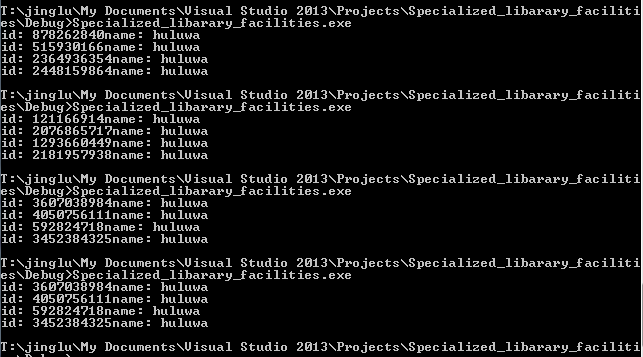 T:\jinglu\My Documents\Visual Studio 2013\Projects\Specialized_libarary_faciliti
es\Debug>Specialized_libarary_facilities.exe
id: 878262840name: huluwa
id: 515930166name: huluwa
id: 2364936354name: huluwa
id: 2448159864name: huluwa
T:\jinglu\My Documents\Visual Studio 2013\Projects\Specialized_libarary_faciliti
es\Debug>Specialized_libarary_facilities.exe
id: 121166914name: huluwa
id: 2076865717name: huluwa
id: 1293660449name: huluwa
id: 2181957938name: huluwa
T:\jinglu\My Documents\Visual Studio 2013\Projects\Specialized_libarary_faciliti
es\Debug>Specialized_libarary_facilities.exe
id: 3607038984name: huluwa
id: 4050756111name: huluwa
id: 592824718name: huluwa
id: 3452384325name: huluwa
T:\jinglu\My Documents\Visual Studio 2013\Projects\Specialized_libarary_faciliti
es\Debug>Specialized_libarary_facilities.exe
id: 3607038984name: huluwa
id: 4050756111name: huluwa
id: 592824718name: huluwa
id: 3452384325name: huluwa
T:\jinglu\My Documents\Visual Studio 2013\Projects\Specialized_libarary_faciliti